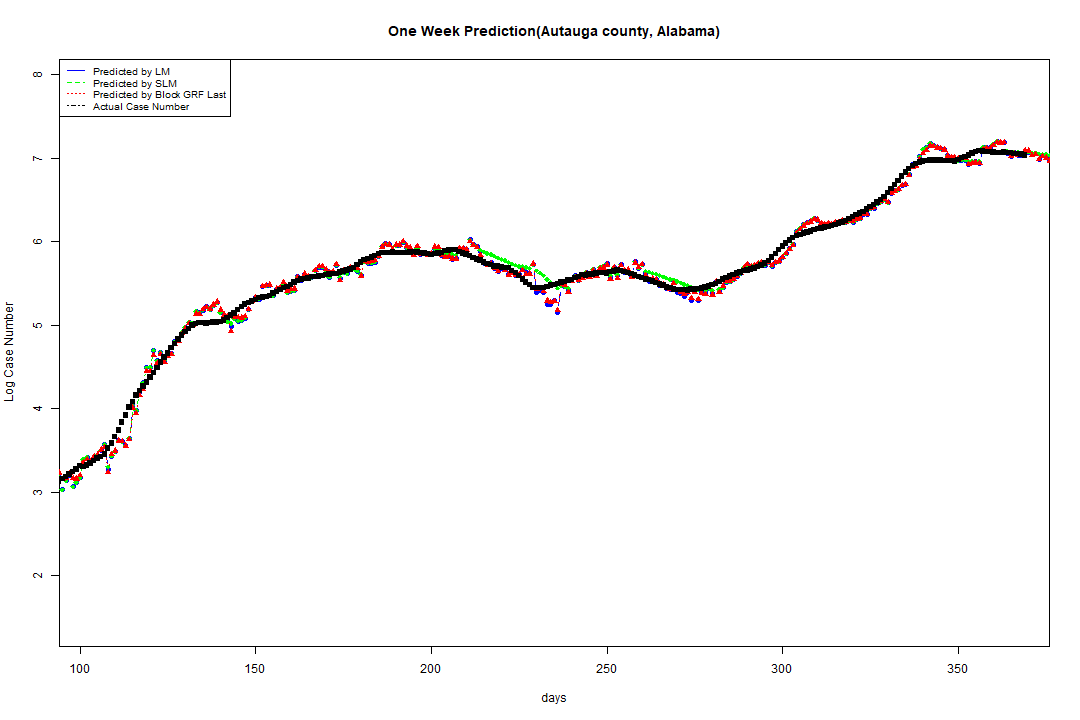 One Week Prediction(Autauga county, Alabama)
Predicted by LM
Predicted by SLM
Predicted by Block GRF Last
Actual Case Number
8
7
6
5
4
3
2
Log Case Number
100 150 200 250 300 350
days